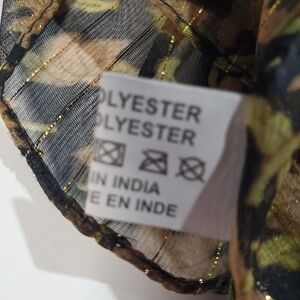 OLYESTER
OLYESTER
IN INDIA
E EN INDE